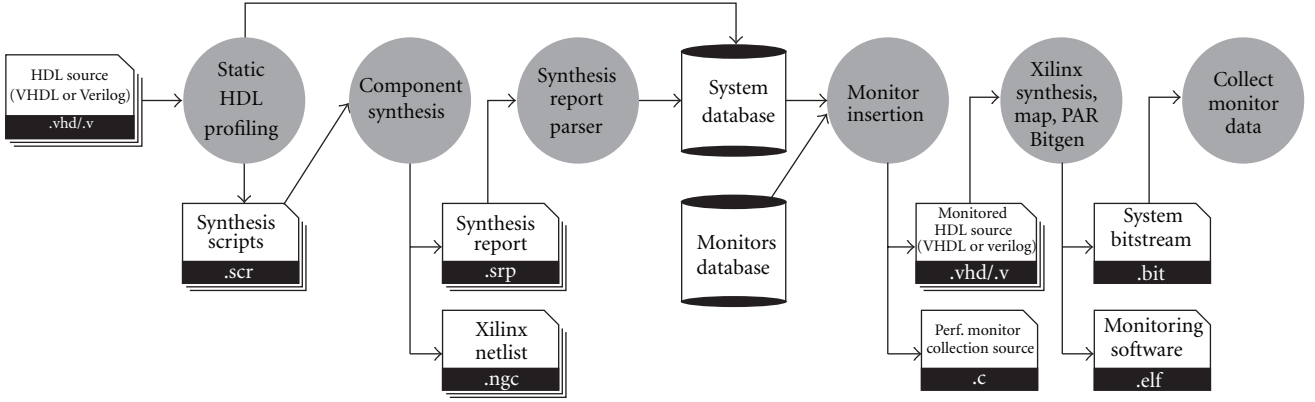 HDL source
(VHDL or Verilog)
.vhd/.v
Static
HDL
profiling
Synthesis
scripts
.scr
Component
synthesis
Synthesis
report
.srp
Xilinx
netlist
.ngc
Synthesis
report
parser
System
database
Monitors
database
Monitor
insertion
Monitored
HDL source
(VHDL or verilog)
.vhd/.v
Perf. monitor
collection source
.c
Xilinx
synthesis,
map, PAR
Bitgen
System
bitstream
.bit
Monitoring
software
.elf
Collect
monitor
data